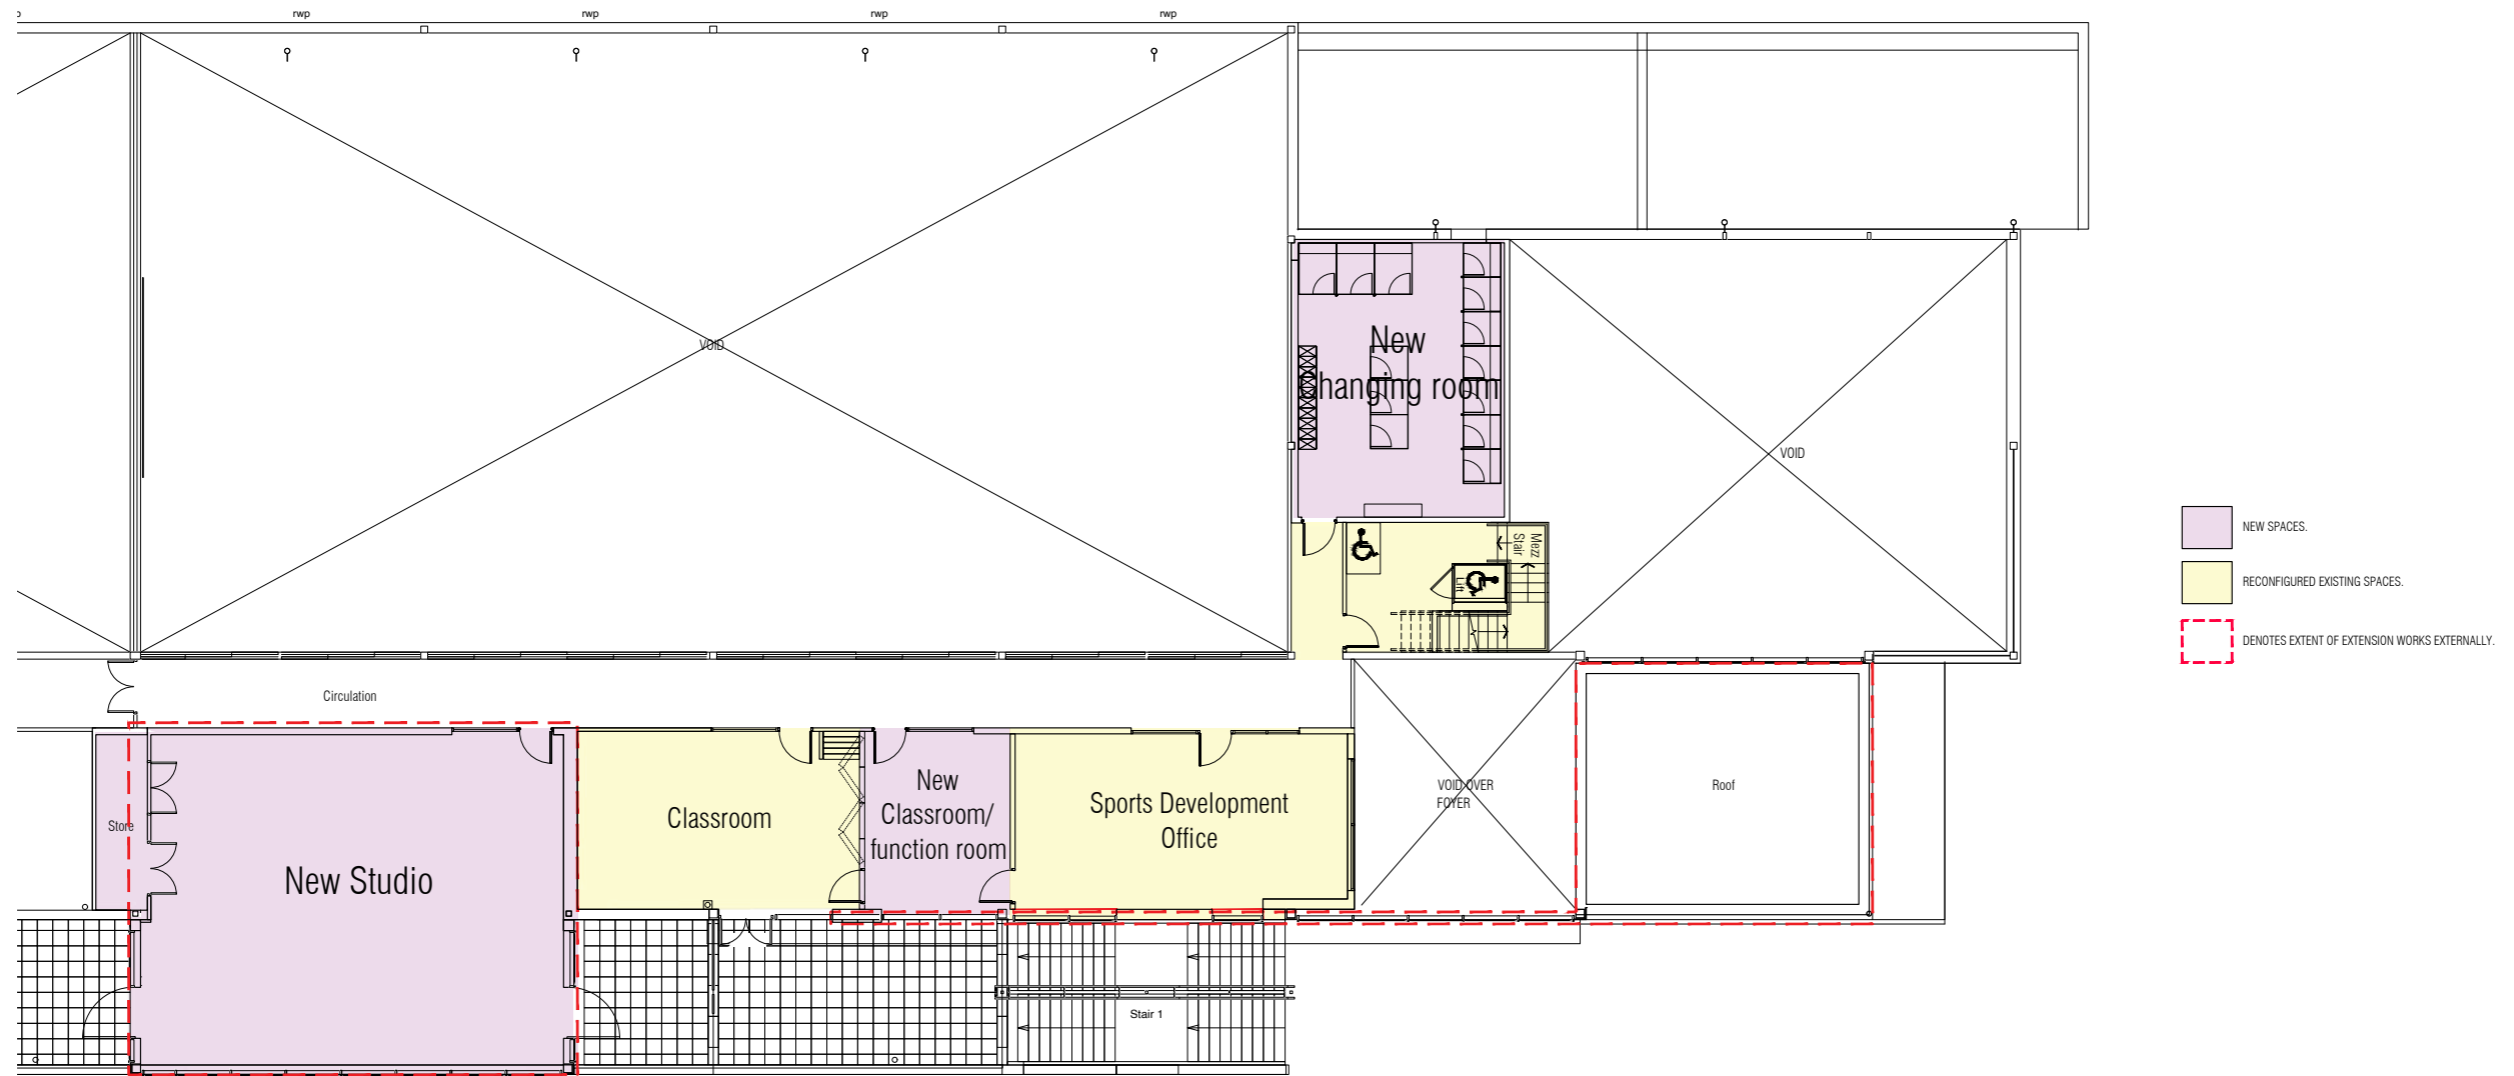 rwp
rwp
rwp
rwp
VOID
New
changing room
VOID
Mezz
Stair
Lift
NEW SPACES.
RECONFIGURED EXISTING SPACES.
DENOTES EXTENT OF EXTENSION WORKS EXTERNALLY.
Circulation
Store
New Studio
Classroom
New
Classroom/
function room
Sports Development
Office
VOID OVER
FOYER
Roof
Stair 1